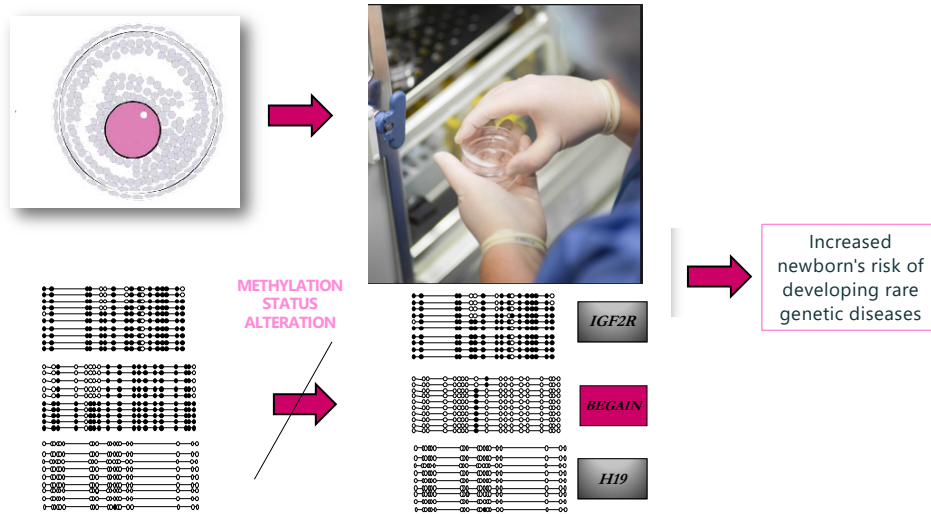 METHYLATION
STATUS
ALTERATION
IGF2R
BEGAIN
H19
Increased
newborn's risk of
developing rare
genetic diseases